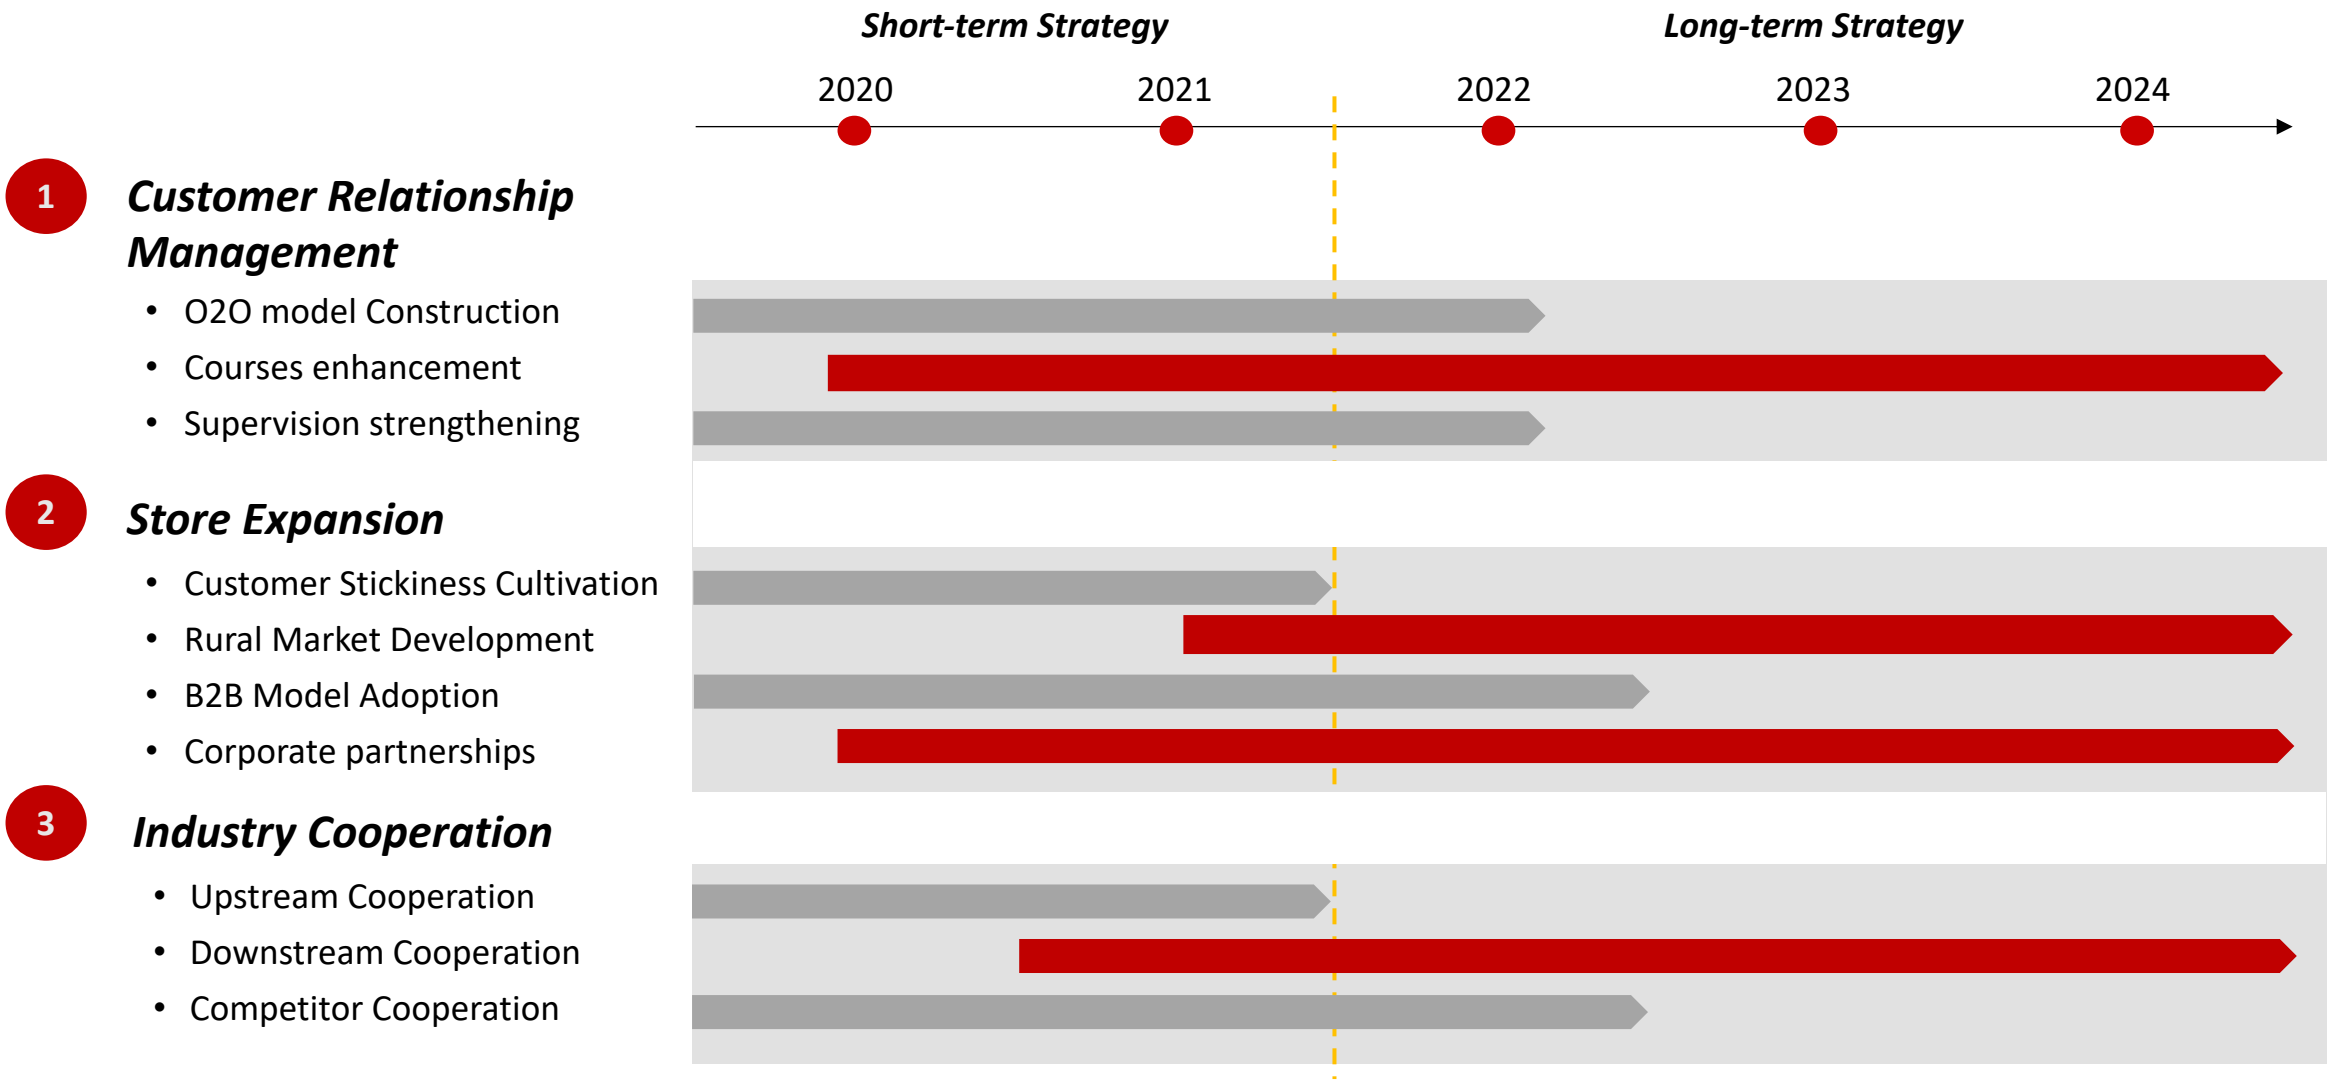 Short-term Strategy
Long-term Strategy
2020
2021
2022
2023
2024
1
Customer Relationship
Management
• O2O model Construction
• Courses enhancement
• Supervision strengthening
2
Store Expansion
• Customer Stickiness Cultivation
• Rural Market Development
• B2B Model Adoption
• Corporate partnerships
3
Industry Cooperation
• Upstream Cooperation
• Downstream Cooperation
• Competitor Cooperation